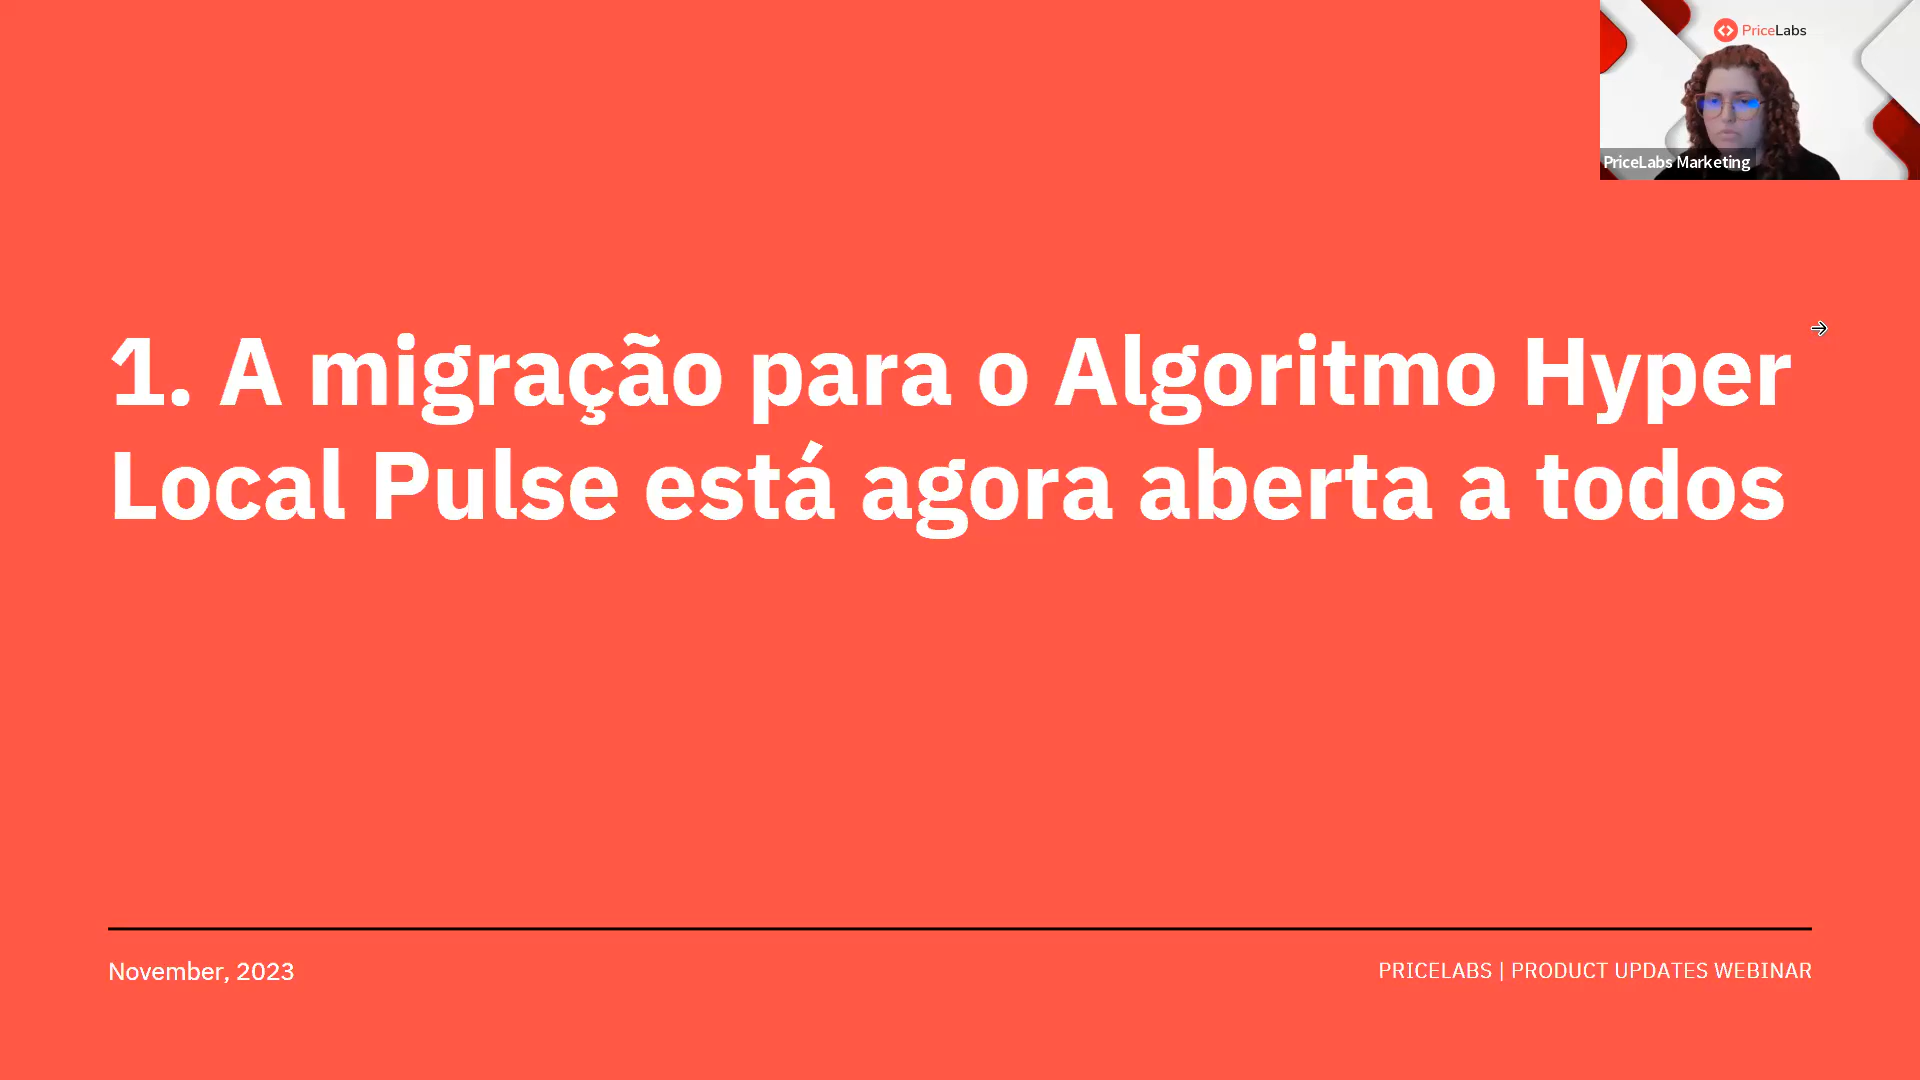 PriceLabs
PriceLabs Marketing
1. A migração para o Algoritmo Hyper
Local Pulse está agora aberta a todos
November, 2023
PRICELABS | PRODUCT UPDATES WEBINAR